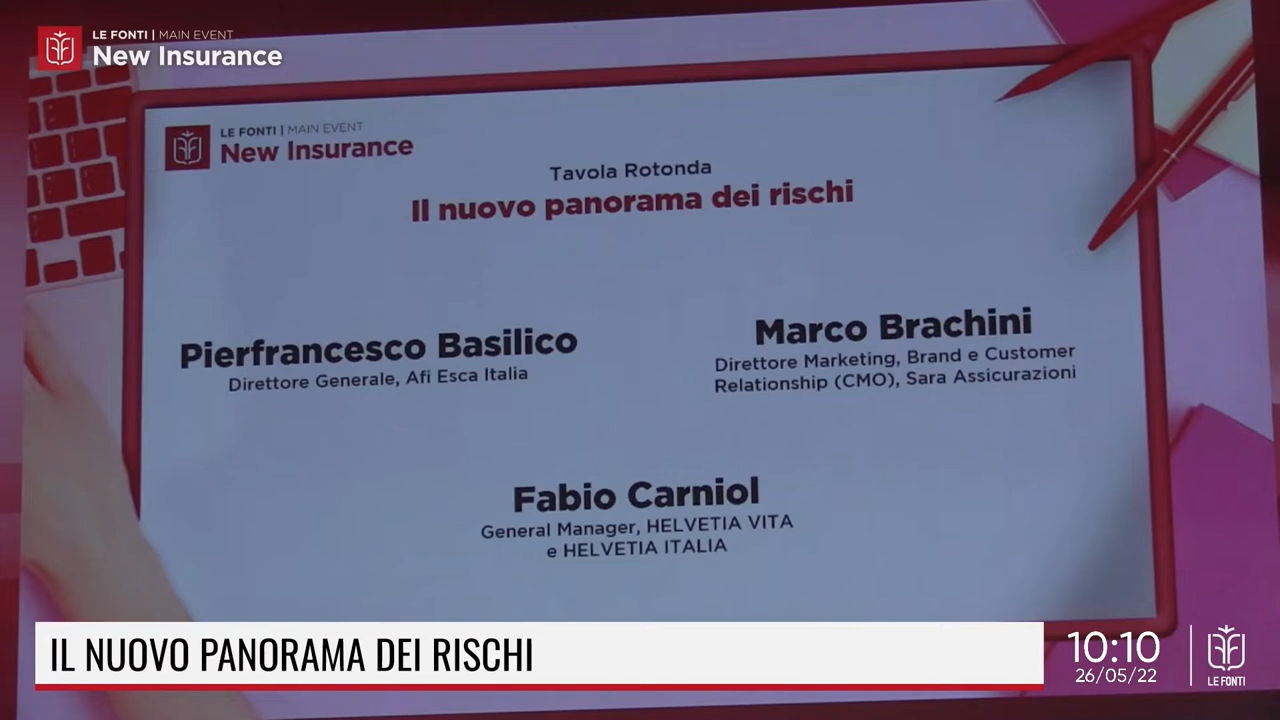 LE FONTI | MAIN EVENT
New Insurance
LE FONTI | MAIN EVENT
New Insurance
Tavola Rotonda
Il nuovo panorama dei rischi
Pierfrancesco Basilico
Direttore Generale, Afi Esca Italia
Marco Brachini
Direttore Marketing, Brand e Customer
Relationship (CMO), Sara Assicurazioni
Fabio Carniol
General Manager, HELVETIA VITA
e HELVETIA ITALIA
IL NUOVO PANORAMA DEI RISCHI
10:10
26/05/22
LE FONTI